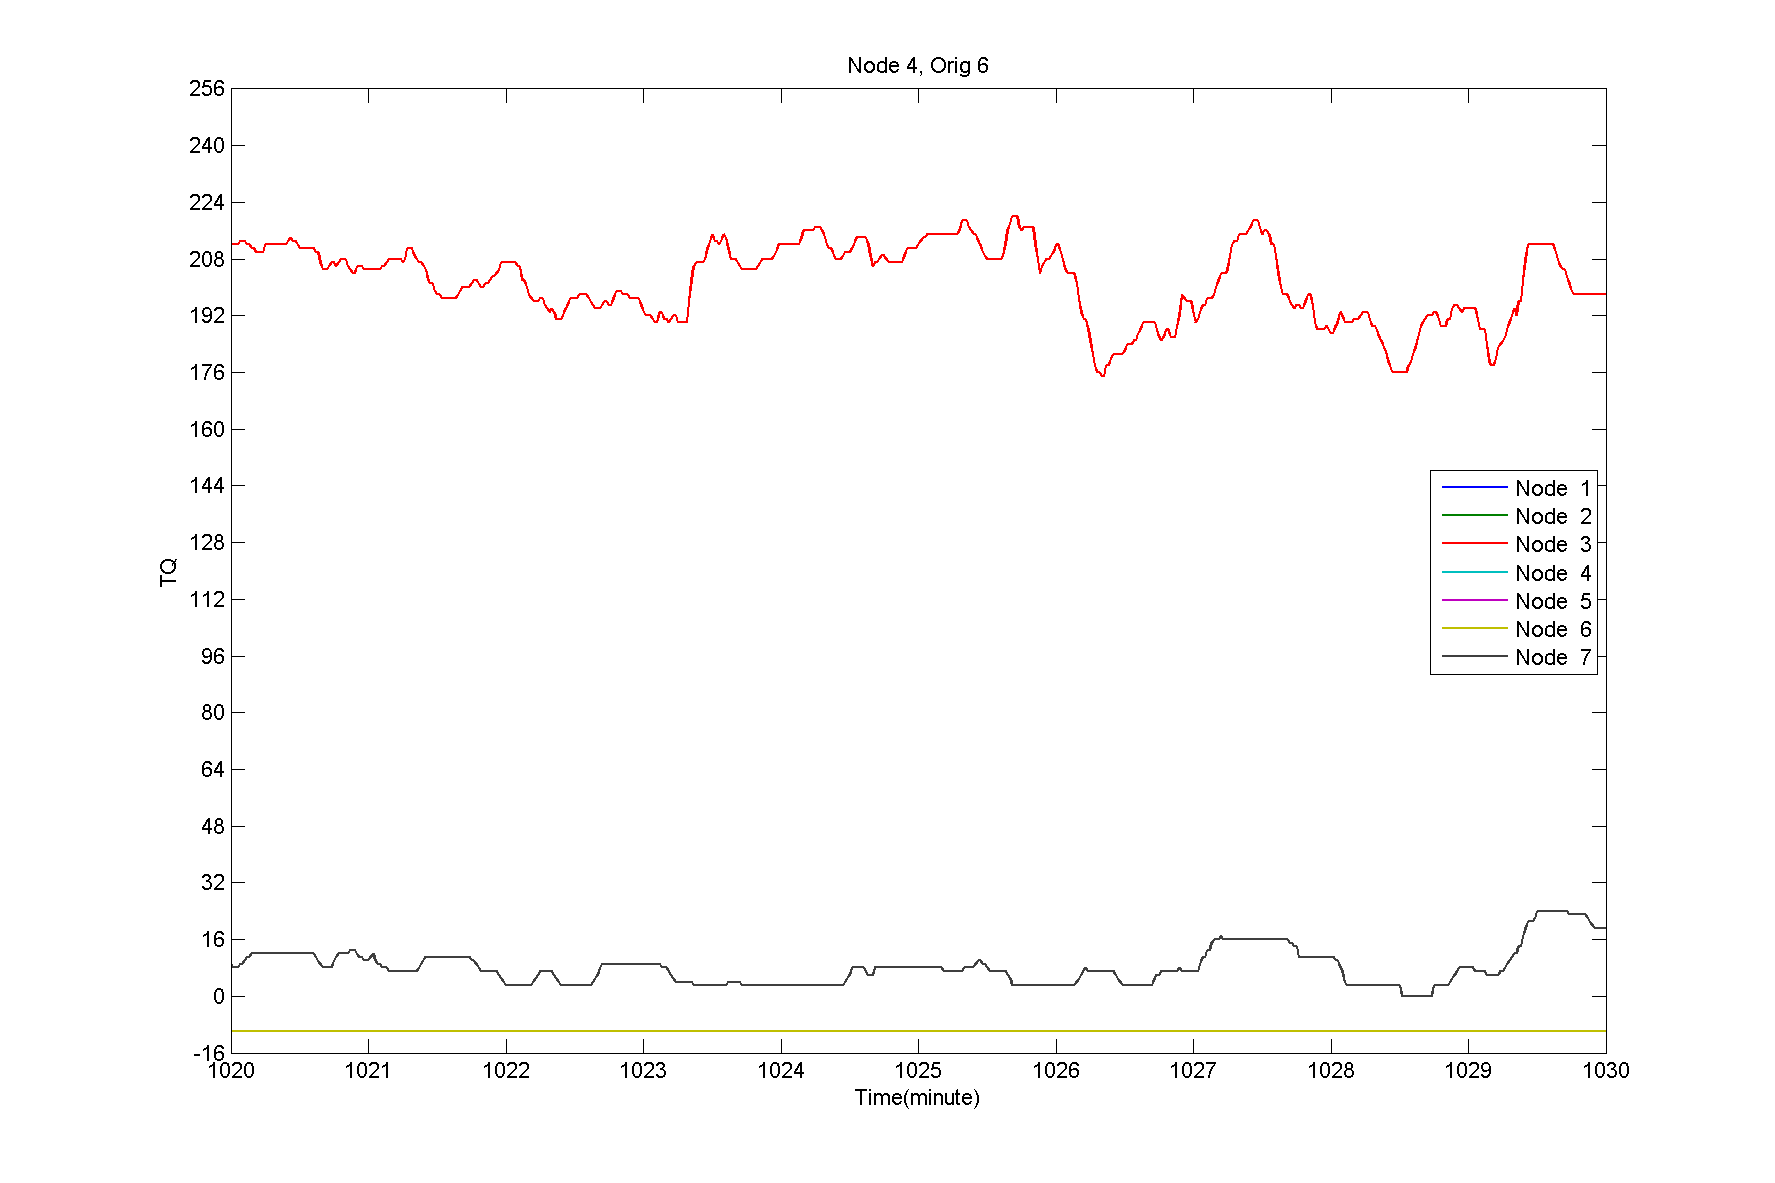 Node 4, Orig 6
256
240
224
208
192
176
160
144
128
112
96
80
64
48
32
16
0
-16
TQ
Node 1
Node 2
Node 3
Node 4
Node 5
Node 6
Node 7
1020 1021 1022 1023 1024 1025 1026 1027 1028 1029 1030
Time(minute)